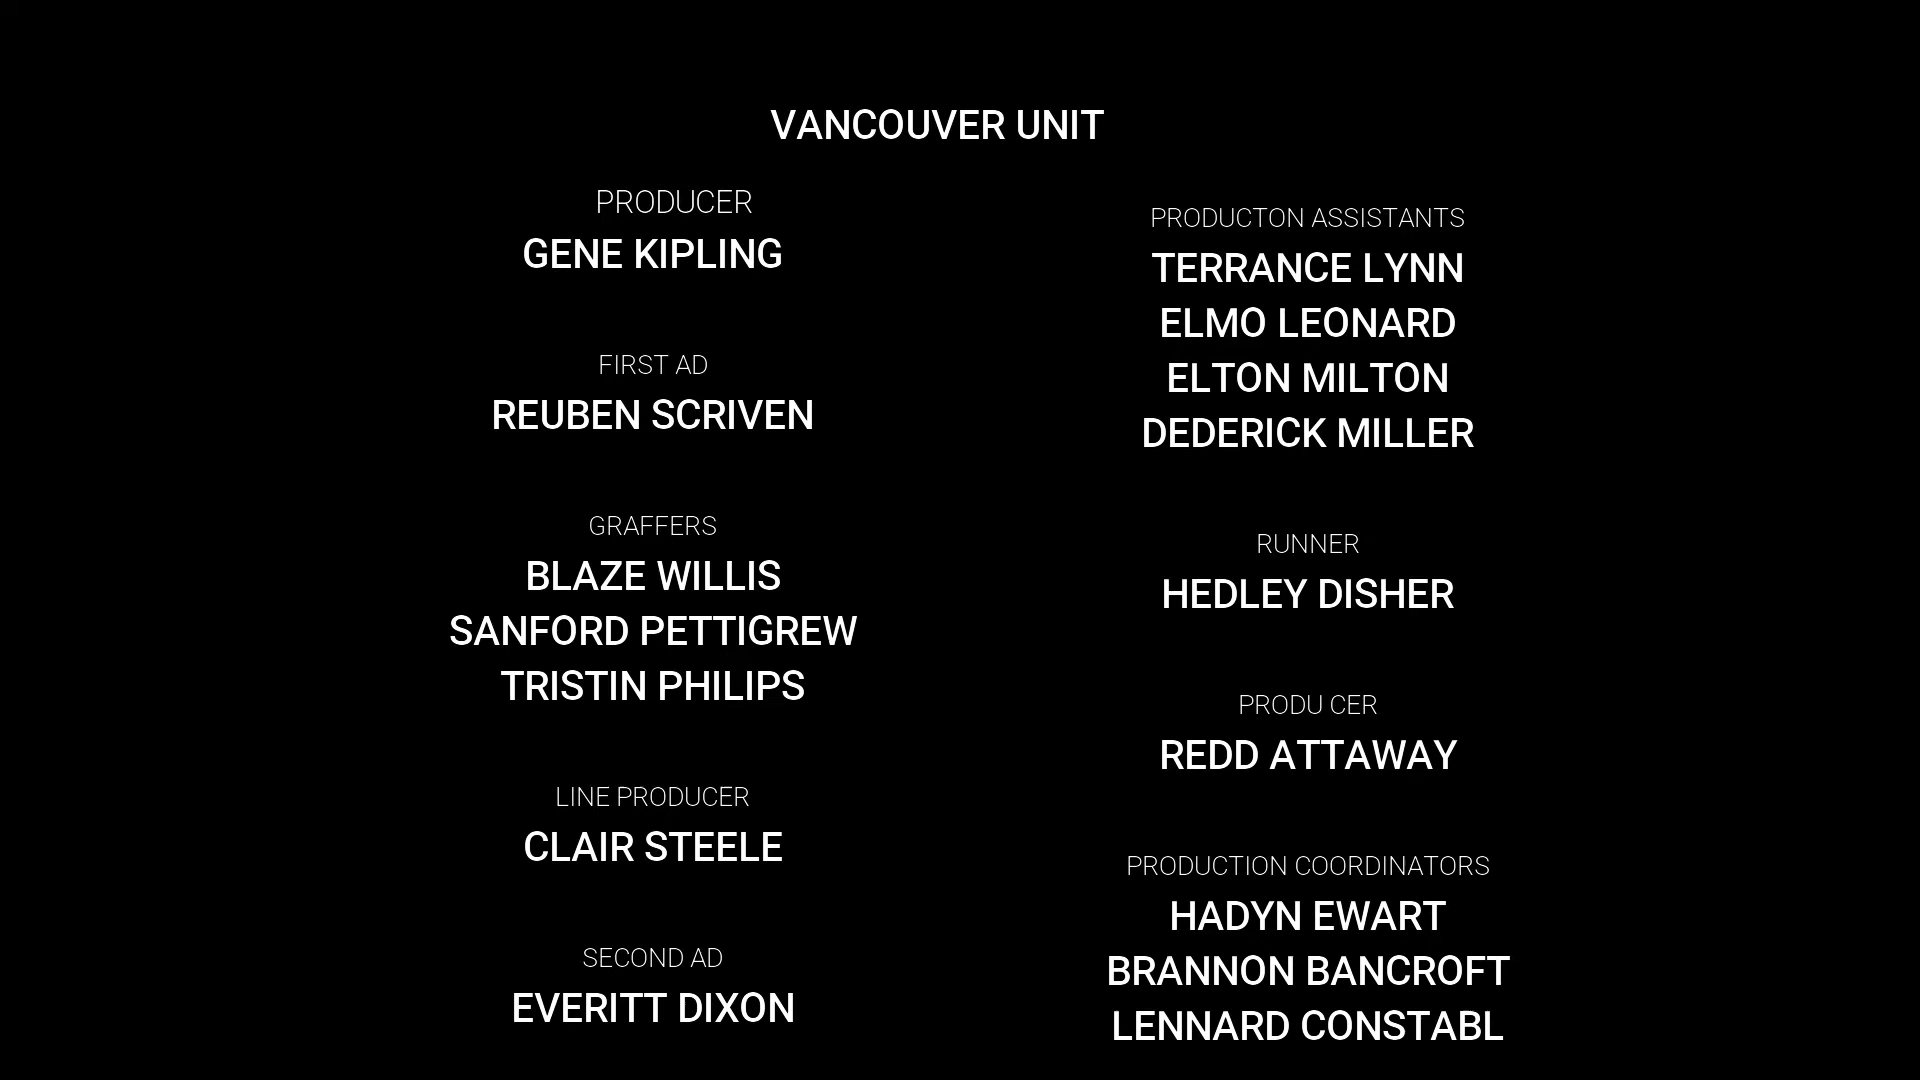 VANCOUVER UNIT
PRODUCER
GENE KIPLING
FIRST AD
REUBEN SCRIVEN
GRAFFERS
BLAZE WILLIS
SANFORD PETTIGREW
TRISTIN PHILIPS
LINE PRODUCER
CLAIR STEELE
SECOND AD
EVERITT DIXON
PRODUCTON ASSISTANTS
TERRANCE LYNN
ELMO LEONARD
ELTON MILTON
DEDERICK MILLER
RUNNER
HEDLEY DISHER
PRODU CER
REDD ATTAWAY
PRODUCTION COORDINATORS
HADYN EWART
BRANNON BANCROFT
LENNARD CONSTABL